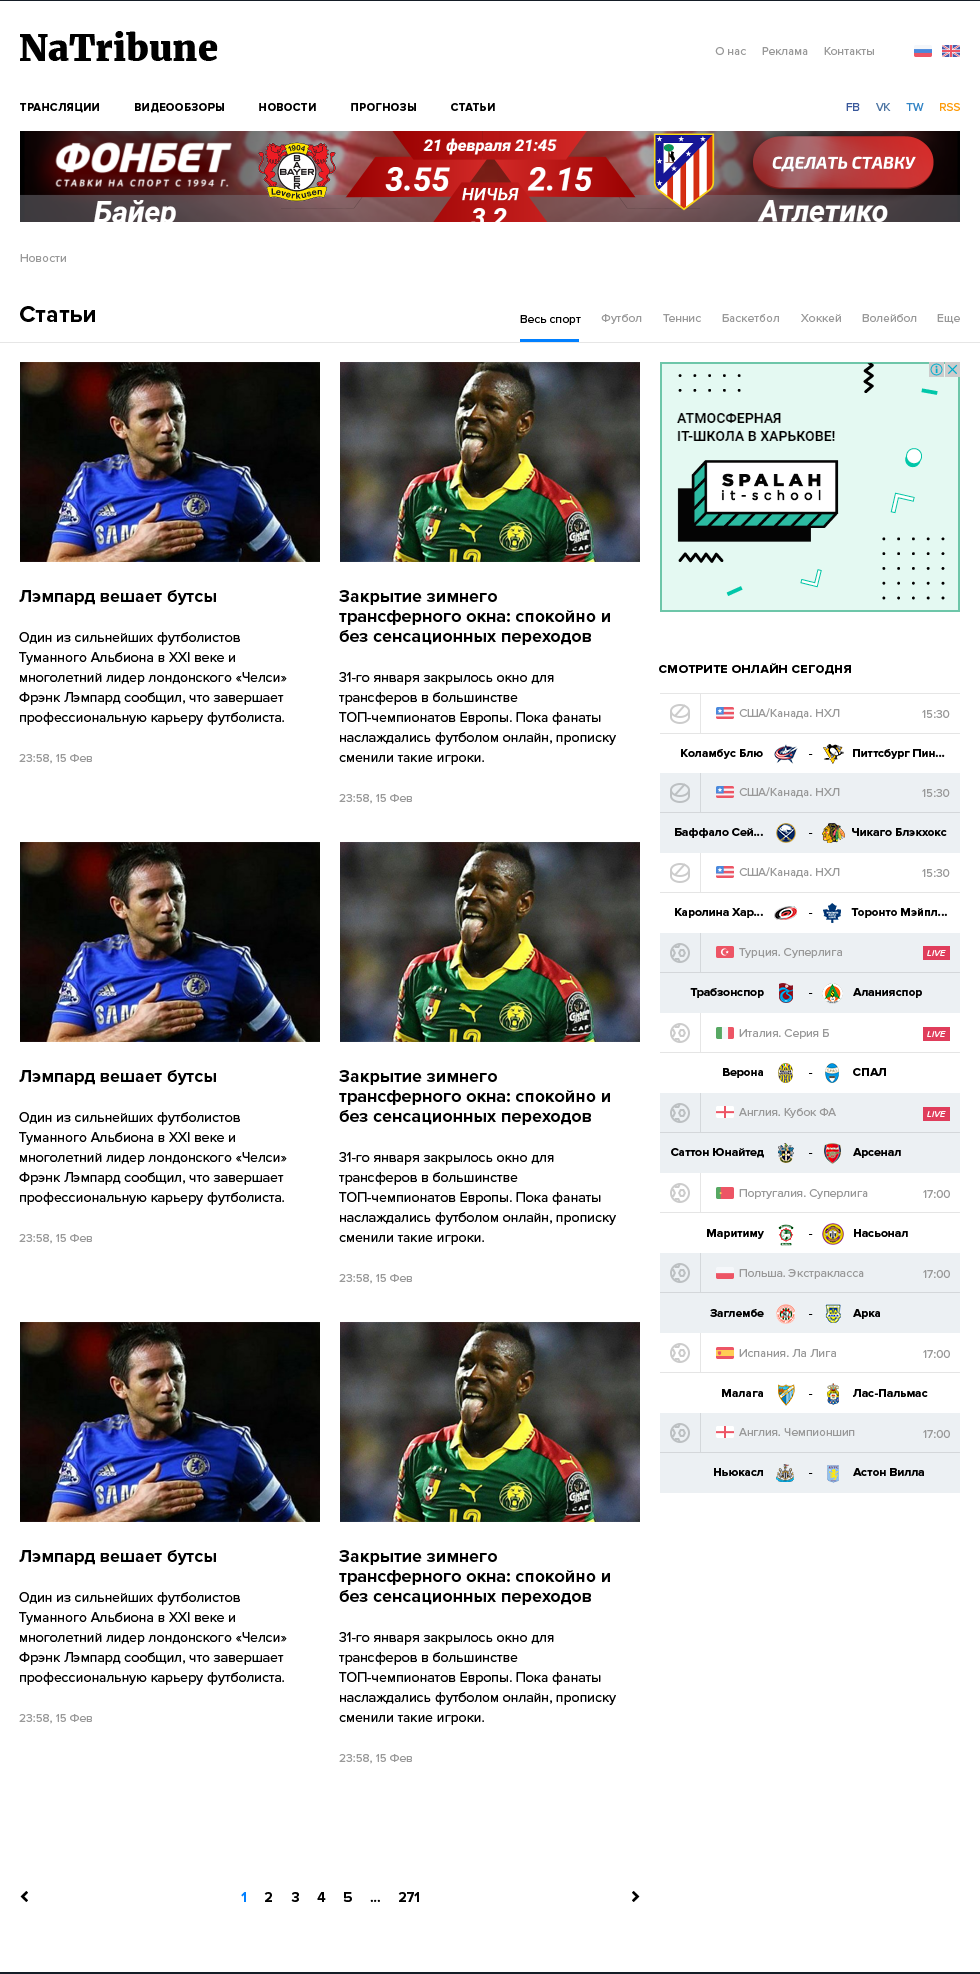 NaTribune
О нас Реклама Контакты
ТРАНСЛЯЦИИ ВИДЕООБЗОРЫ НОВОСТИ ПРОГНОЗЫ СТАТЬИ FB VK TW RSS
ФОНБЕТ
СТАВКИ НА СПОРТ С 1994 Г.
Байер
1904
BAYER
BAYER
Leverkusen
21 февраля 21:45
3.55 НИЧЬЯ 2.15
3.2
СДЕЛАТЬ СТАВКУ
Атлетико
Новости
Статьи
Весь спорт Футбол Теннис Баскетбол Хоккей Волейбол Еще
Лэмпард вешает бутсы
Один из сильнейших футболистов
Туманного Альбиона в XXI веке и
многолетний лидер лондонского «Челси»
Фрэнк Лэмпард сообщил, что завершает
профессиональную карьеру футболиста.
23:58, 15 Фев
Закрытие зимнего
трансферного окна: спокойно и
без сенсационных переходов
31-го января закрылось окно для
трансферов в большинстве
ТОП-чемпионатов Европы. Пока фанаты
наслаждались футболом онлайн, прописку
сменили такие игроки.
23:58, 15 Фев
Лэмпард вешает бутсы
Один из сильнейших футболистов
Туманного Альбиона в XXI веке и
многолетний лидер лондонского «Челси»
Фрэнк Лэмпард сообщил, что завершает
профессиональную карьеру футболиста.
23:58, 15 Фев
Закрытие зимнего
трансферного окна: спокойно и
без сенсационных переходов
31-го января закрылось окно для
трансферов в большинстве
ТОП-чемпионатов Европы. Пока фанаты
наслаждались футболом онлайн, прописку
сменили такие игроки.
23:58, 15 Фев
Лэмпард вешает бутсы
Один из сильнейших футболистов
Туманного Альбиона в XXI веке и
многолетний лидер лондонского «Челси»
Фрэнк Лэмпард сообщил, что завершает
профессиональную карьеру футболиста.
23:58, 15 Фев
Закрытие зимнего
трансферного окна: спокойно и
без сенсационных переходов
31-го января закрылось окно для
трансферов в большинстве
ТОП-чемпионатов Европы. Пока фанаты
наслаждались футболом онлайн, прописку
сменили такие игроки.
23:58, 15 Фев
1 2 3 4 5 ... 271
АТМОСФЕРНАЯ
IT-ШКОЛА В ХАРЬКОВЕ!
SPALAH
it-school
СМОТРИТЕ ОНЛАЙН СЕГОДНЯ
США/Канада. НХЛ 15:30
Коламбус Блю - Питтсбург Пин...
США/Канада. НХЛ 15:30
Баффало Сей... - Чикаго Блэкхокс
США/Канада. НХЛ 15:30
Каролина Хар... - Торонто Мэйпл...
Турция. Суперлига LIVE
Трабзонспор - Аланияспор
Италия. Серия Б LIVE
Верона - СПАЛ
Англия. Кубок ФА LIVE
Саттон Юнайтед - Арсенал
Португалия. Суперлига 17:00
Маритиму - Насьонал
Польша. Экстракласса 17:00
Заглембе - Арка
Испания. Ла Лига 17:00
Малага - Лас-Пальмас
Англия. Чемпионшип 17:00
Ньюкасл - Астон Вилла